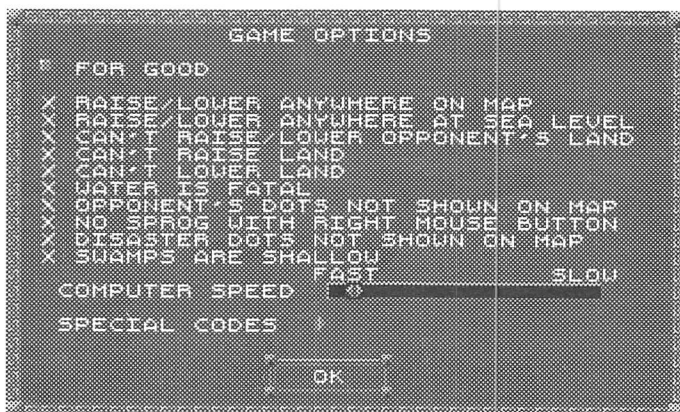 GAME OPTIONS
FOR GOOD
X RAISE/LOWER ANYWHERE ON MAP
X RAISE/LOWER ANYWHERE AT SEA LEVEL
X CAN'T RAISE/LOWER OPPONENT'S LAND
X CAN'T RAISE LAND
X CAN'T LOWER LAND
X WATER IS FATAL
X OPPONENT'S DOTS NOT SHOWN ON MAP
X NO SPROG WITH RIGHT MOUSE BUTTON
X DISASTER DOTS NOT SHOWN ON MAP
X SWAMPS ARE SHALLOW
FAST SLOW
COMPUTER SPEED
SPECIAL CODES
OK